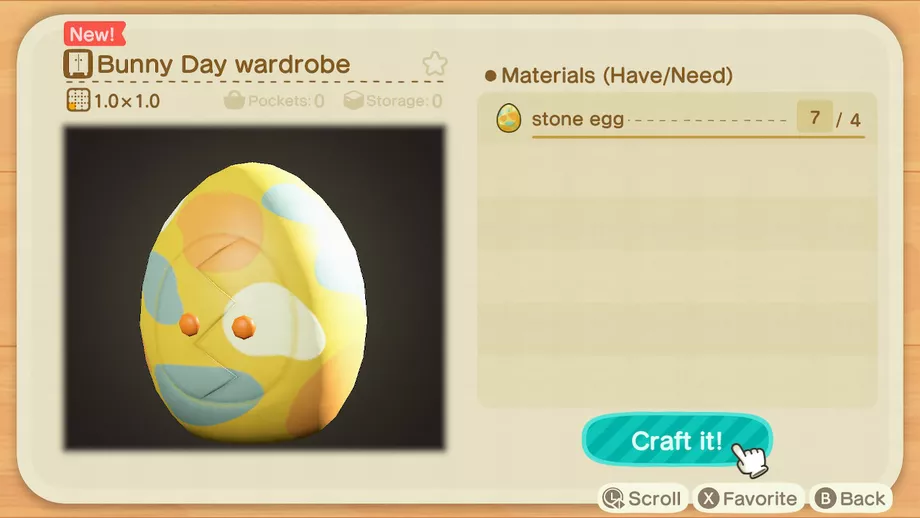 New!
Bunny Day wardrobe
1.0×1.0
Pockets: 0
Storage: 0
Materials (Have/Need)
stone egg 7 / 4
Craft it!
L Scroll
X Favorite
B Back